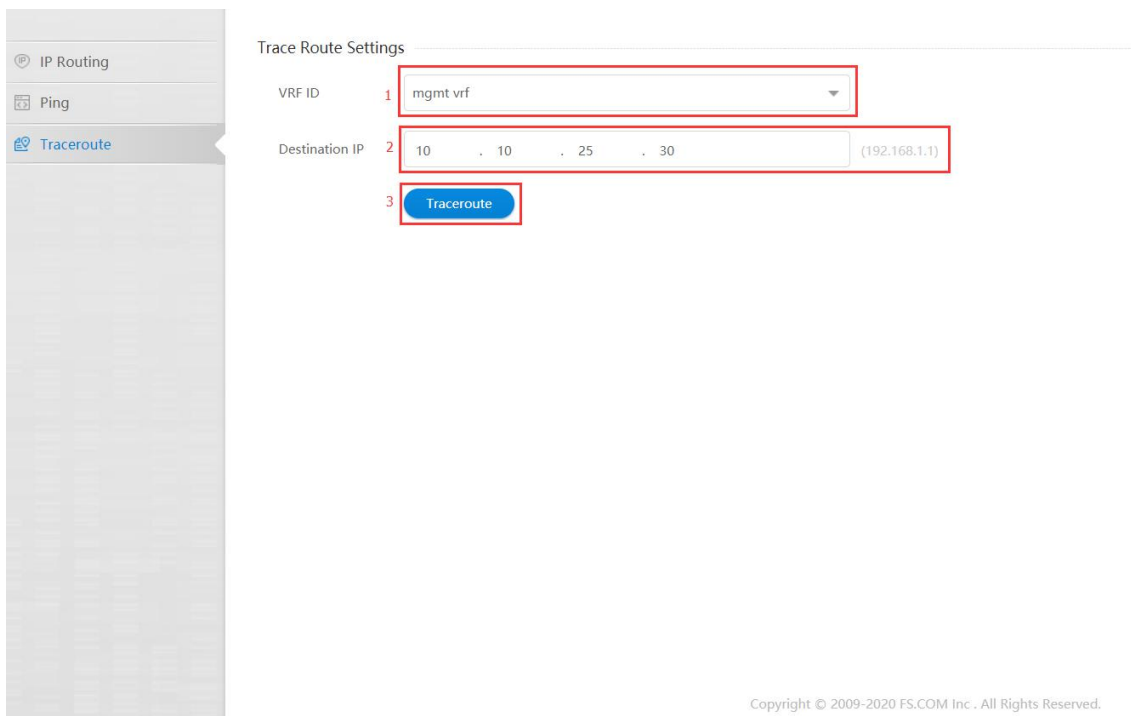 IP Routing
Ping
Traceroute
Trace Route Settings
VRF ID 1 mgmt vrf
Destination IP 2 10 . 10 . 25 . 30 (192.168.1.1)
3 Traceroute
Copyright © 2009-2020 FS.COM Inc . All Rights Reserved.